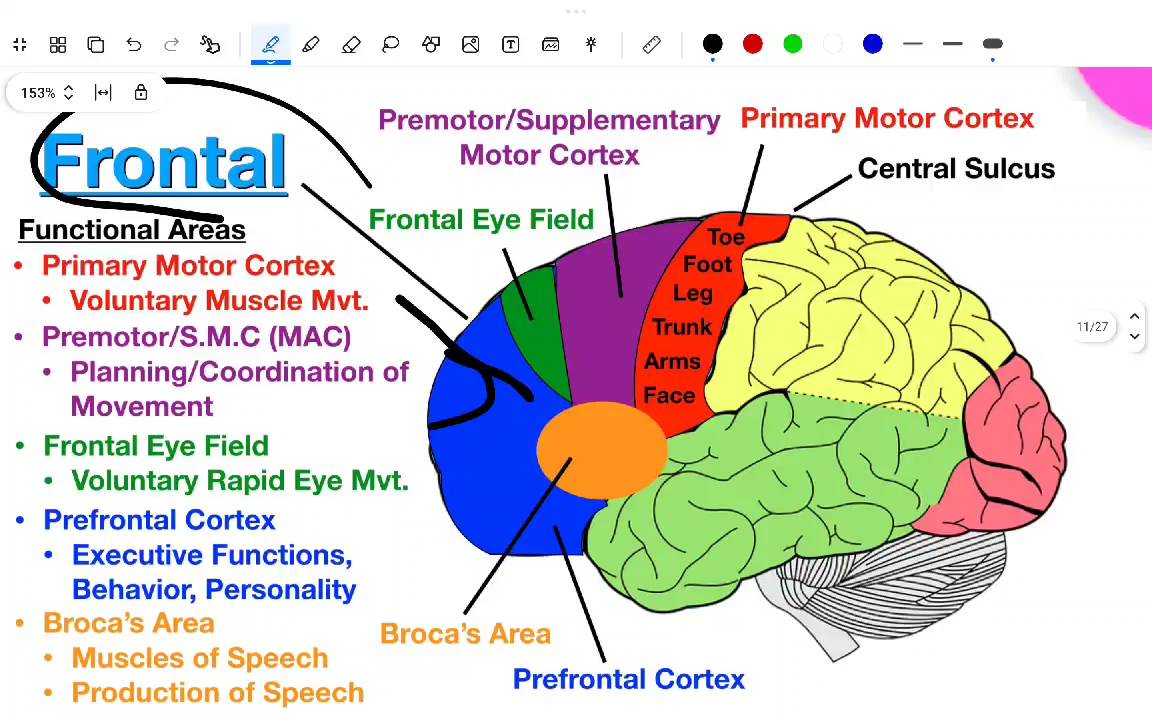 153%
Frontal
Functional Areas
• Primary Motor Cortex
• Voluntary Muscle Mvt.
• Premotor/S.M.C (MAC)
• Planning/Coordination of
Movement
• Frontal Eye Field
• Voluntary Rapid Eye Mvt.
• Prefrontal Cortex
• Executive Functions,
Behavior, Personality
• Broca's Area
• Muscles of Speech
• Production of Speech
Premotor/Supplementary
Motor Cortex
Primary Motor Cortex
Central Sulcus
Frontal Eye Field
Toe
Foot
Leg
Trunk
Arms
Face
11/27
Broca's Area
Prefrontal Cortex